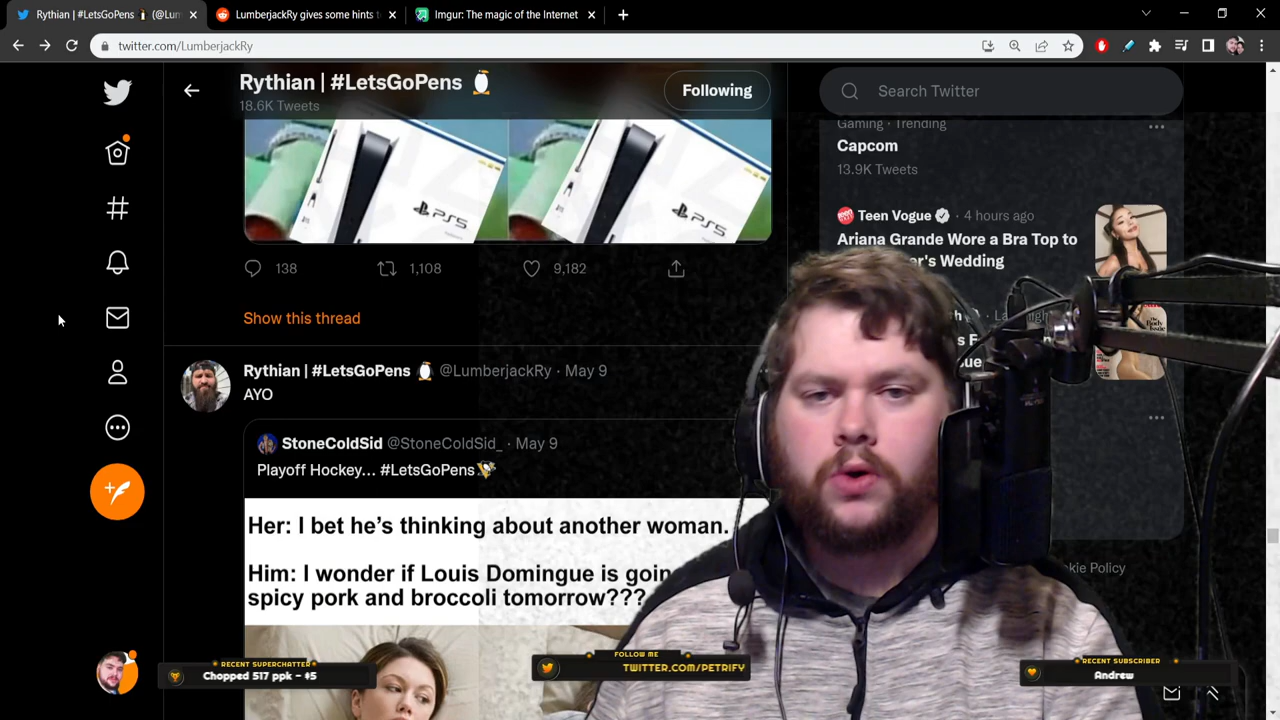 Rythian | #LetsGoPens 🐧 (@Lun
LumberjackRy gives some hints t
Imgur: The magic of the Internet
twitter.com/LumberjackRy
Rythian | #LetsGoPens 🐧
18.6K Tweets
Following
Search Twitter
PS5
PS5
138
1,108
9,182
Show this thread
Rythian | #LetsGoPens 🐧 @LumberjackRy · May 9
AYO
StoneColdSid @StoneColdSid_ · May 9
Playoff Hockey... #LetsGoPens
Her: I bet he's thinking about another woman.
Him: I wonder if Louis Domingue is goin
spicy pork and broccoli tomorrow???
Gaming · Trending
Capcom
13.9K Tweets
Teen Vogue · 4 hours ago
Ariana Grande Wore a Bra Top to
er's Wedding
kie Policy
RECENT SUPERCHATTER
Chopped 517 ppk - $5
FOLLOW ME
TWITTER.COM/PETRIFY
RECENT SUBSCRIBER
Andrew